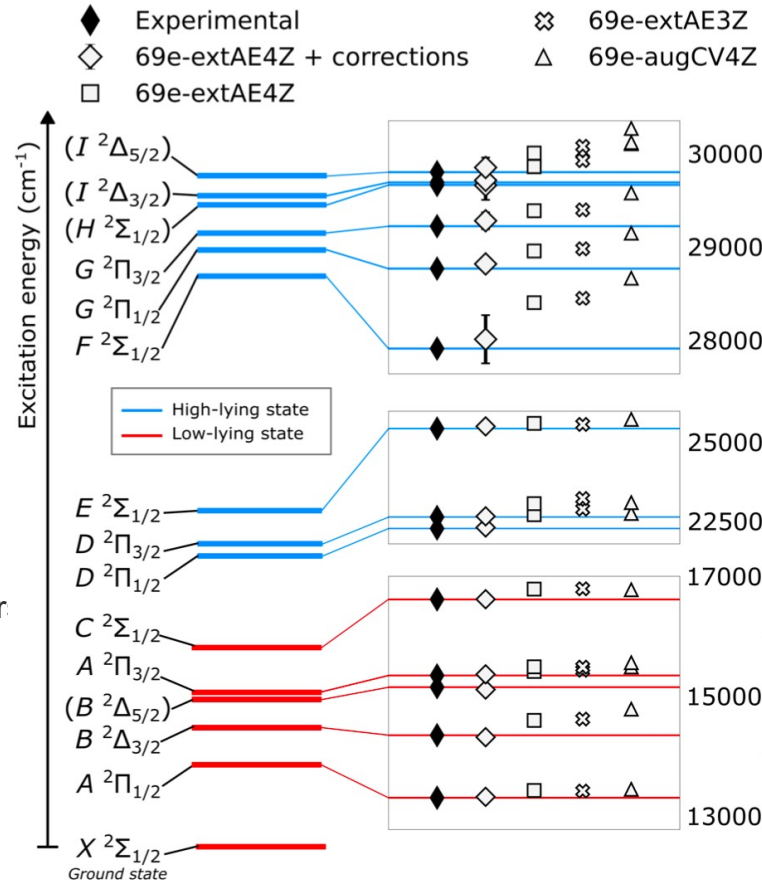 Experimental
69e-extAE4Z + corrections
69e-extAE4Z
69e-extAE3Z
69e-augCV4Z
Excitation energy (cm⁻¹)
(I ²Δ5/2)
(I ²Δ3/2)
(H ²Σ1/2)
G ²Π3/2
G ²Π1/2
F ²Σ1/2
High-lying state
Low-lying state
E ²Σ1/2
D ²Π3/2
D ²Π1/2
C ²Σ1/2
A ²Π3/2
(B ²Δ5/2)
B ²Δ3/2
A ²Π1/2
X ²Σ1/2
Ground state
30000
29000
28000
25000
22500
17000
15000
13000